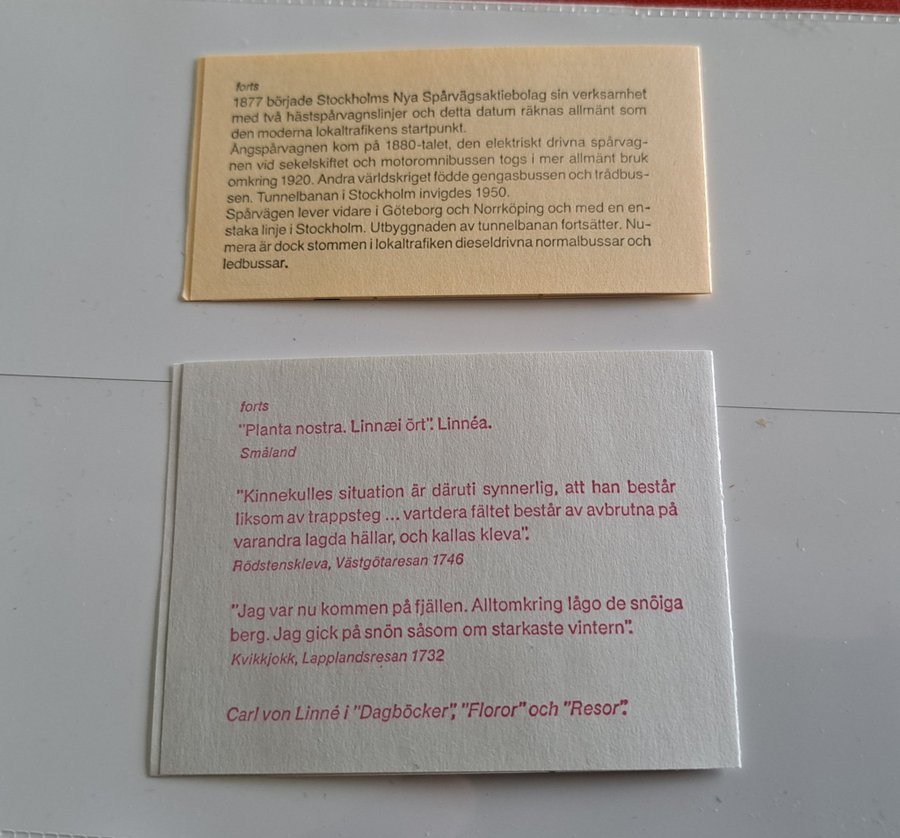 forts
1877 började Stockholms Nya Spårvägsaktiebolag sin verksamhet
med två hästspårvagnslinjer och detta datum räknas allmänt som
den moderna lokaltrafikens startpunkt.
Ångspårvagnen kom på 1880-talet, den elektriskt drivna spårvag-
nen vid sekelskiftet och motoromnibussen togs i mer allmänt bruk
omkring 1920. Andra världskriget födde gengasbussen och trådbus-
sen. Tunnelbanan i Stockholm invigdes 1950.
Spårvägen lever vidare i Göteborg och Norrköping och med en en-
staka linje i Stockholm. Utbyggnaden av tunnelbanan fortsätter. Nu-
mera är dock stommen i lokaltrafiken dieseldrivna normalbussar och
ledbussar.
forts
"Planta nostra. Linnæi ört". Linnéa.
Småland
"Kinnekulles situation är däruti synnerlig, att han består
liksom av trappsteg ... vartdera fältet består av avbrutna på
varandra lagda hällar, och kallas kleva".
Rödstenskleva, Västgötaresan 1746
"Jag var nu kommen på fjällen. Alltomkring lågo de snöiga
berg. Jag gick på snön såsom om starkaste vintern".
Kvikkjokk, Lapplandsresan 1732
Carl von Linné i "Dagböcker", "Floror" och "Resor".